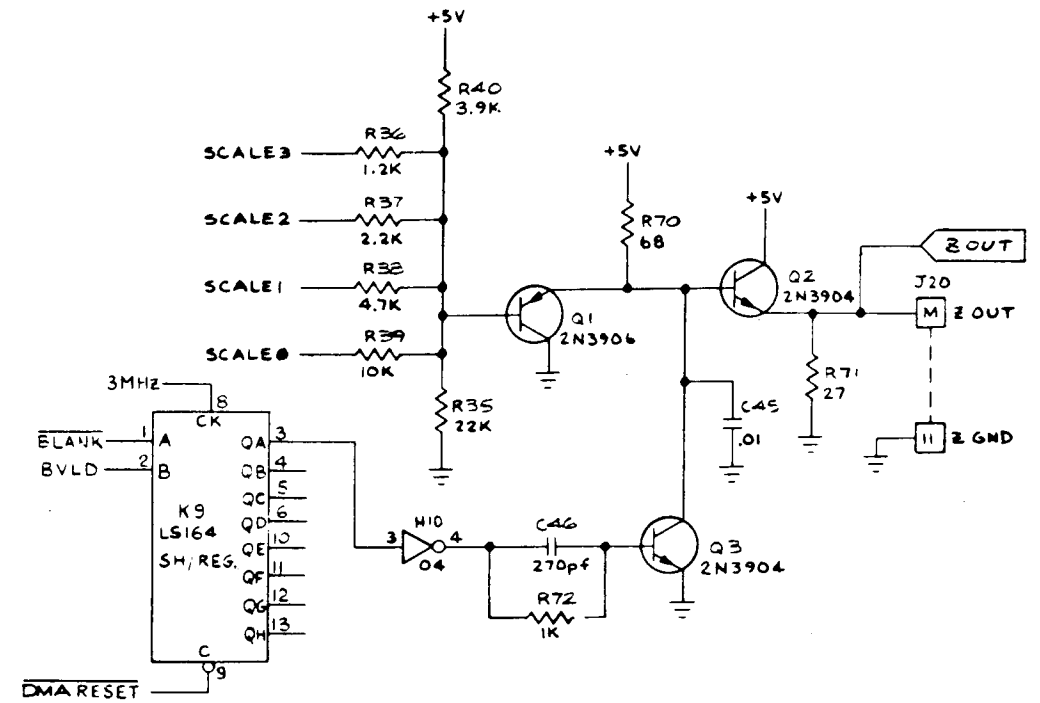 +5V
R40
3.9K
R36
SCALE3
1.2K
+5V
R37
SCALE2
2.2K
R70
68
+5V
Z OUT
R38
SCALE1
4.7K
Q2
2N3904
J20
M
Z OUT
Q1
2N3906
R39
SCALE0
10K
R71
27
3MHz
8
CK
R35
22K
C45
.01
BLANK
1
A
QA
3
11
Z GND
BVLD
2
B
QB
4
QC
5
K9
LS164
SH/REG.
QD
6
QE
10
QF
11
QG
12
QH
13
3
H10
4
04
C46
270pf
Q3
2N3904
R72
1K
C
9
DMA RESET